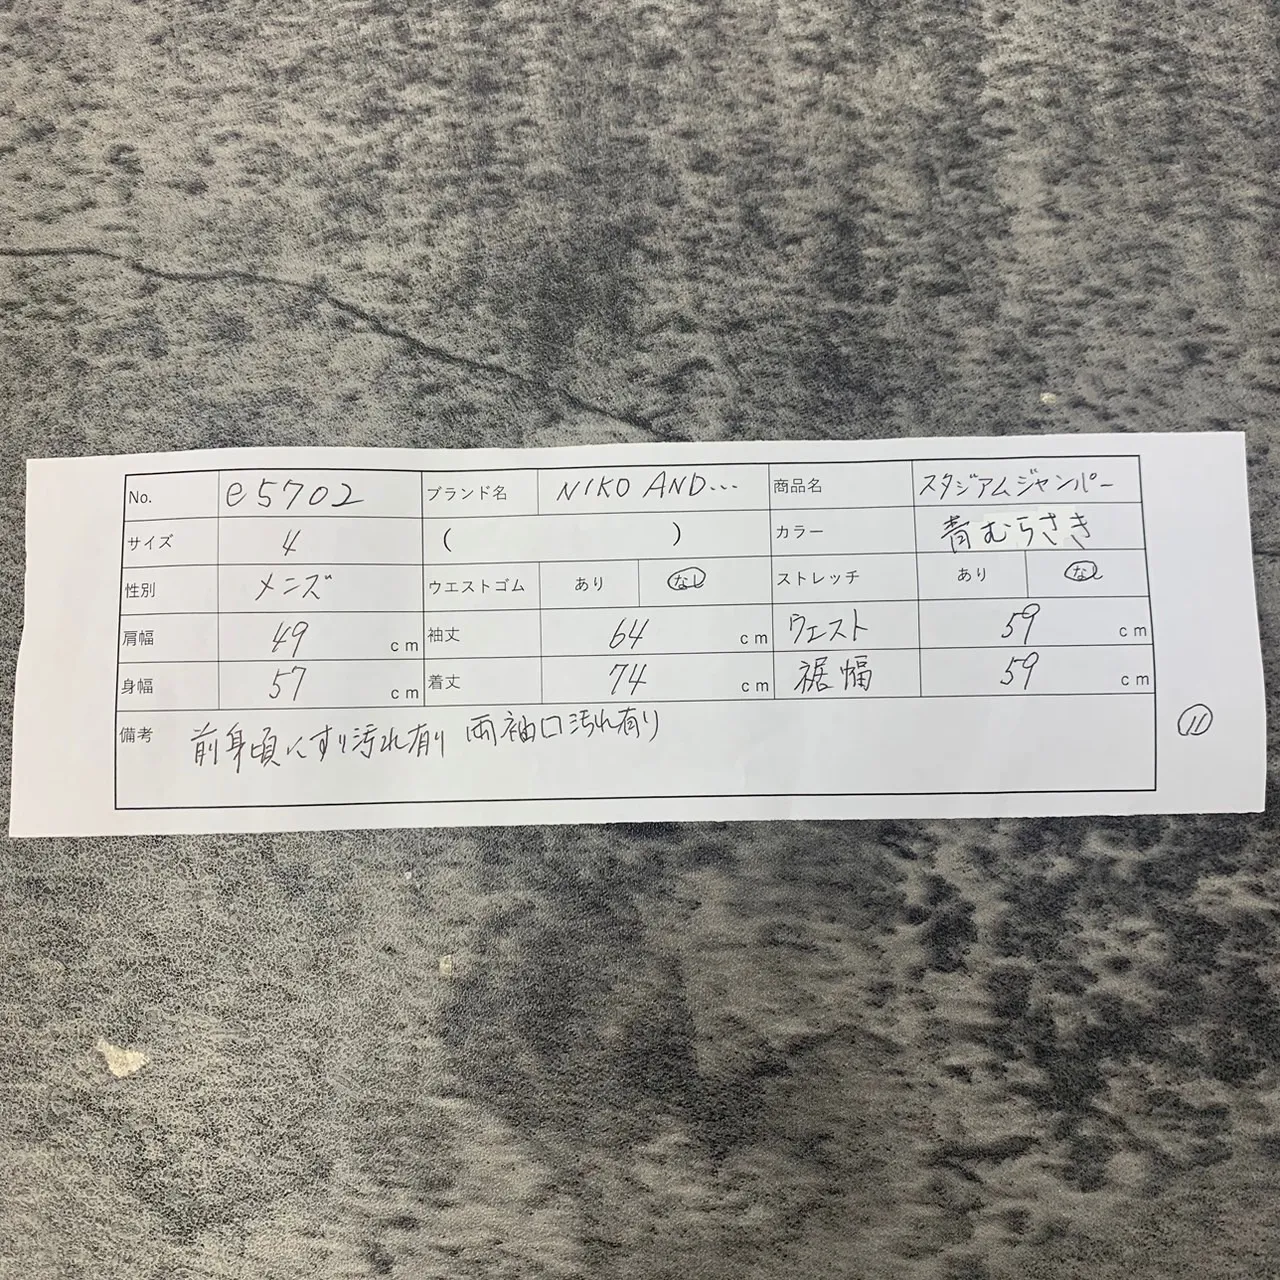 No. e5702 ブランド名 NIKO AND... 商品名 スタジアムジャンパー
サイズ 4 ( ) カラー 青むらさき
性別 メンズ ウエストゴム あり なし ストレッチ あり なし
肩幅 49 cm 袖丈 64 cm ウエスト 59 cm
身幅 57 cm 着丈 74 cm 裾幅 59 cm
備考 前身頃にすり汚れ有り 両袖口汚れ有り
⑪